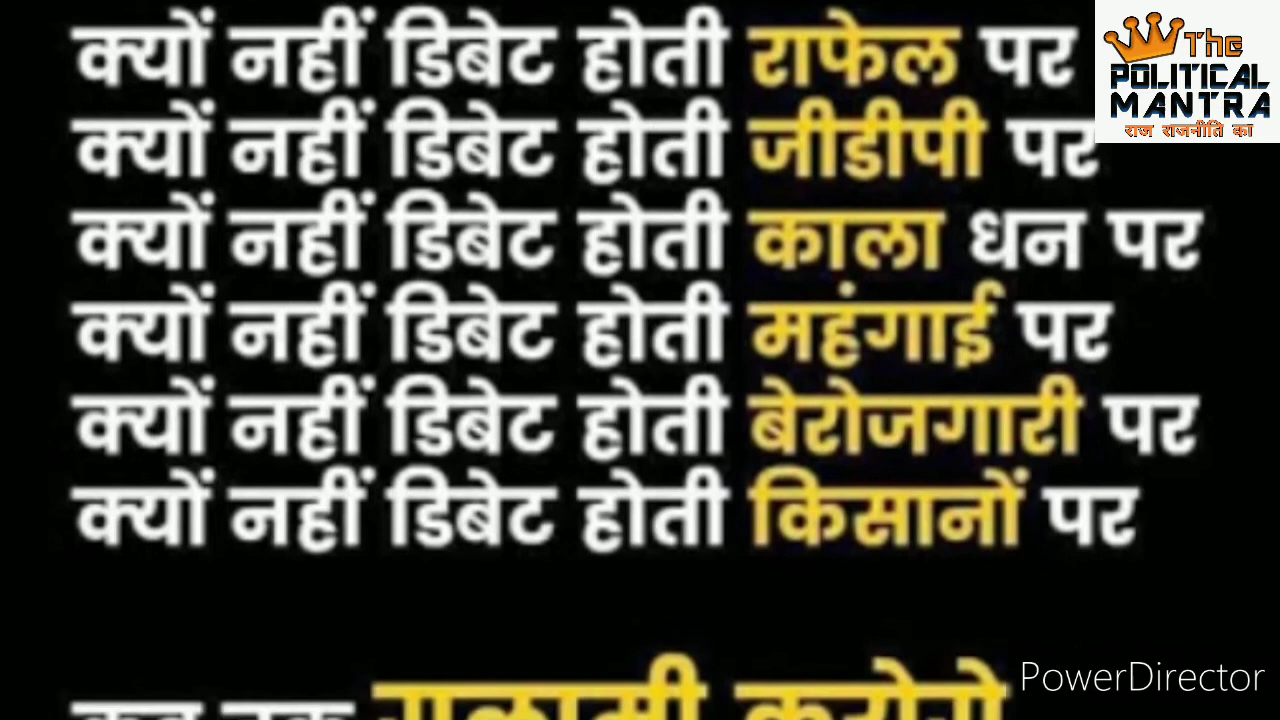 क्यों नहीं डिबेट होती राफेल पर
क्यों नहीं डिबेट होती जीडीपी पर
क्यों नहीं डिबेट होती काला धन पर
क्यों नहीं डिबेट होती महंगाई पर
क्यों नहीं डिबेट होती बेरोजगारी पर
क्यों नहीं डिबेट होती किसानों पर
The
POLITICAL
MANTRA
राज राजनीति का
PowerDirector